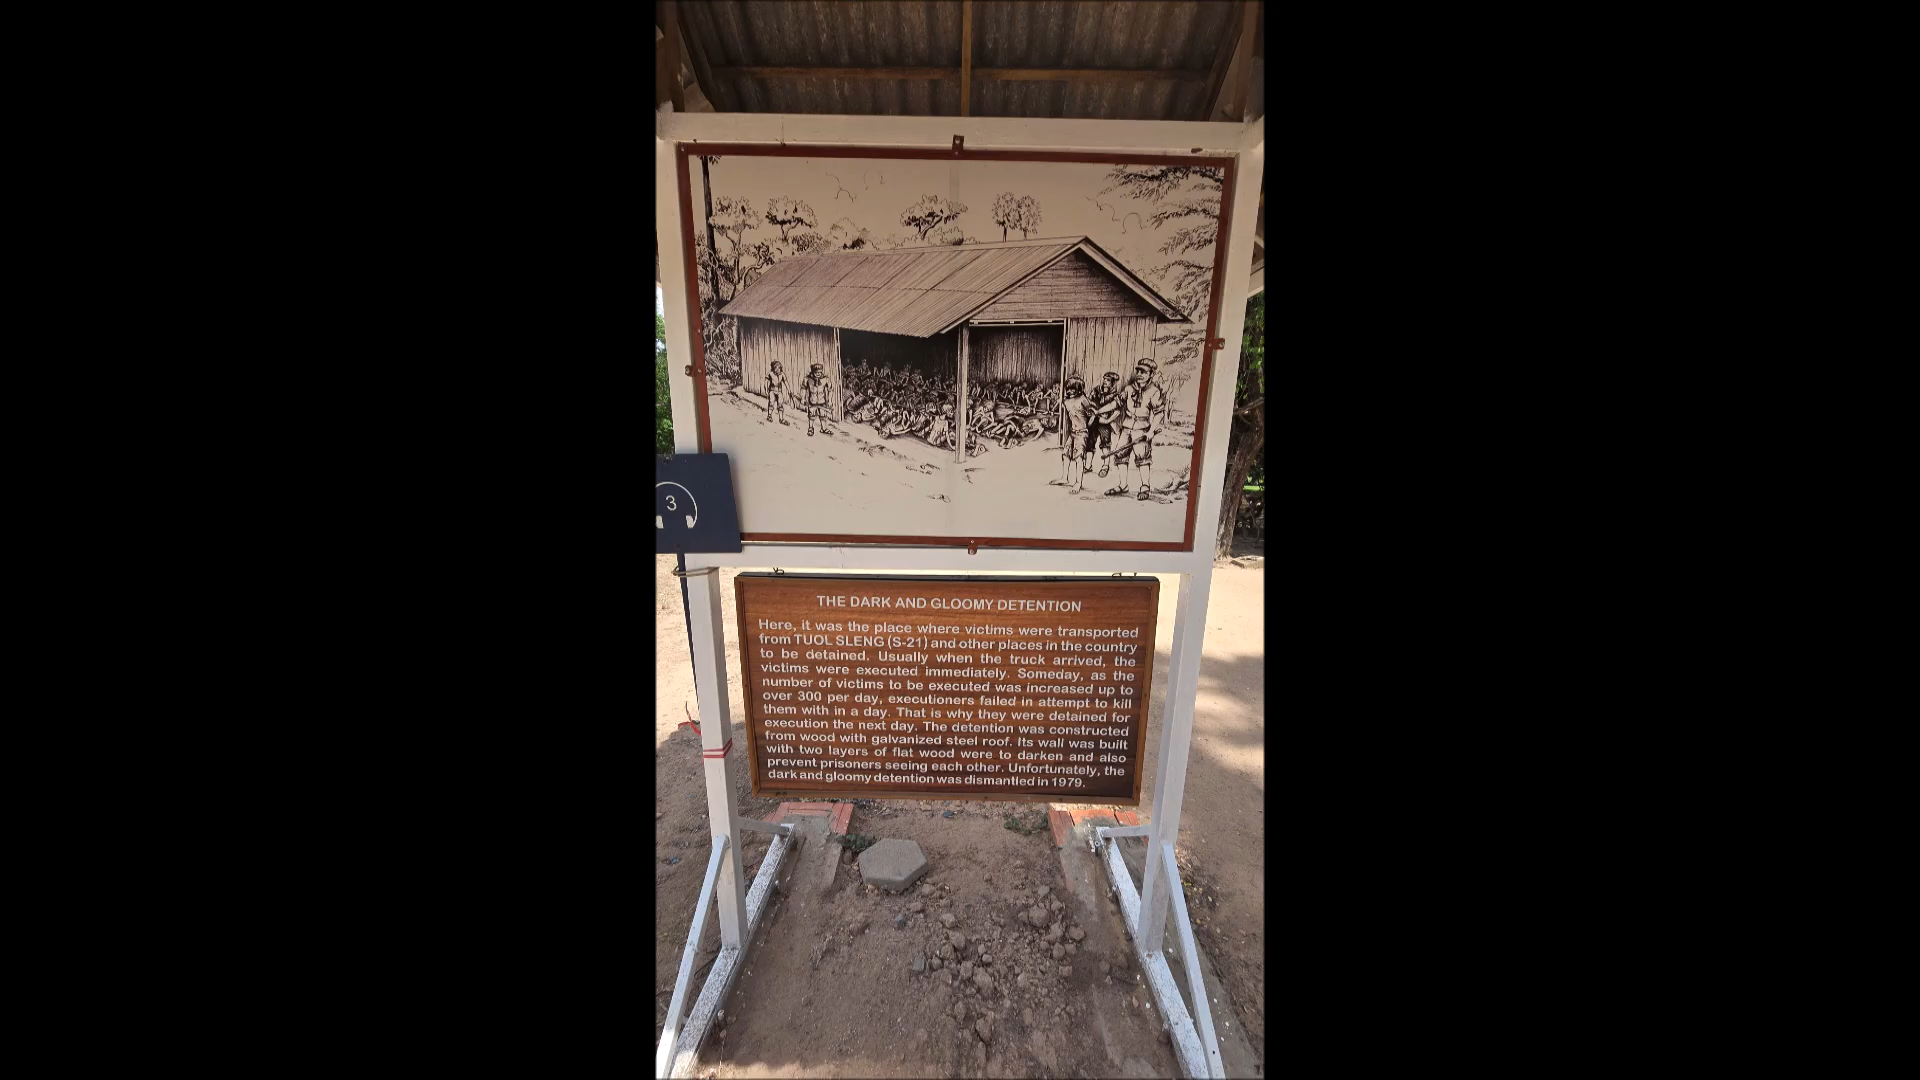 3
THE DARK AND GLOOMY DETENTION
Here, it was the place where victims were transported
from TUOL SLENG (S-21) and other places in the country
to be detained. Usually when the truck arrived, the
victims were executed immediately. Someday, as the
number of victims to be executed was increased up to
over 300 per day, executioners failed in attempt to kill
them with in a day. That is why they were detained for
execution the next day. The detention was constructed
from wood with galvanized steel roof. Its wall was built
with two layers of flat wood were to darken and also
prevent prisoners seeing each other. Unfortunately, the
dark and gloomy detention was dismantled in 1979.